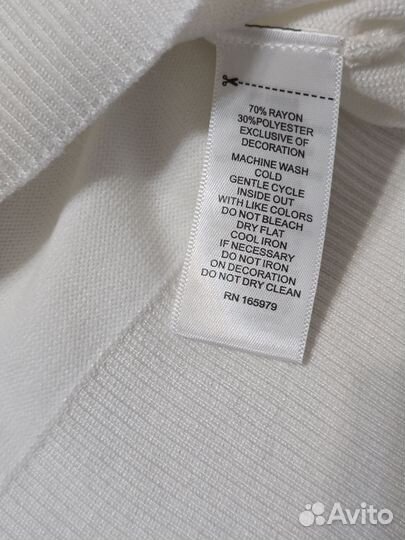 70% RAYON
30%POLYESTER
EXCLUSIVE OF
DECORATION
MACHINE WASH
COLD
GENTLE CYCLE
INSIDE OUT
WITH LIKE COLORS
DO NOT BLEACH
DRY FLAT
COOL IRON
IF NECESSARY
DO NOT IRON
ON DECORATION
DO NOT DRY CLEAN
RN 165979
Avito